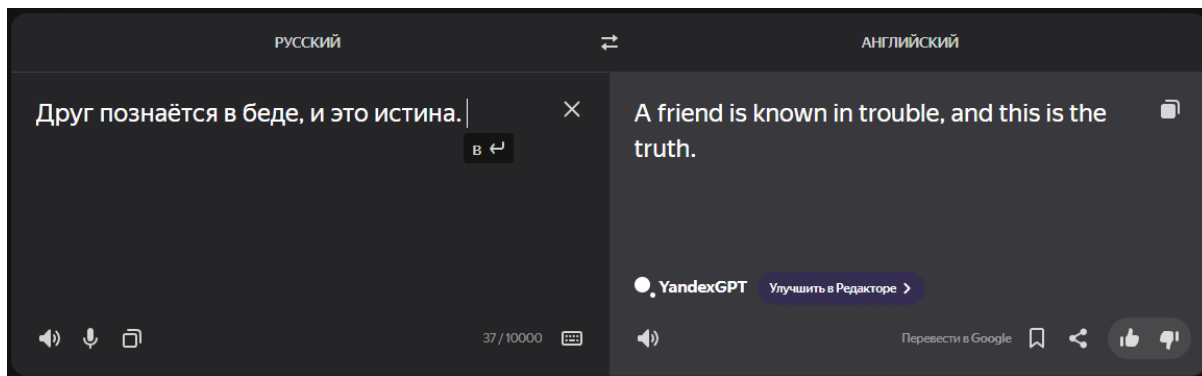 РУССКИЙ
АНГЛИЙСКИЙ
Друг познаётся в беде, и это истина.
в
A friend is known in trouble, and this is the
truth.
YandexGPT
Улучшить в Редакторе
37/10000
Перевести в Google